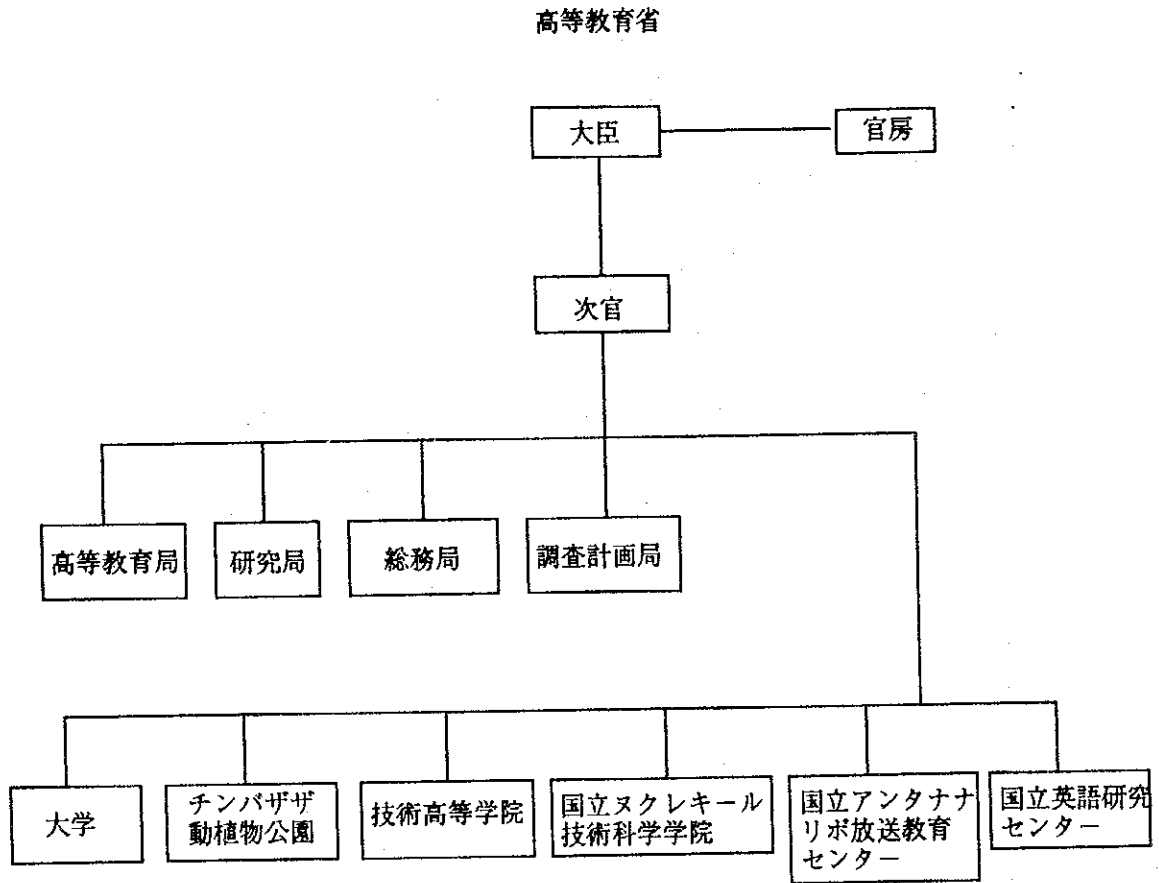 高等教育省
大臣
官房
次官
高等教育局
研究局
総務局
調査計画局
大学
チンバザザ
動植物公園
技術高等学院
国立ヌクレキール
技術科学学院
国立アンタナナ
リボ放送教育
センター
国立英語研究
センター